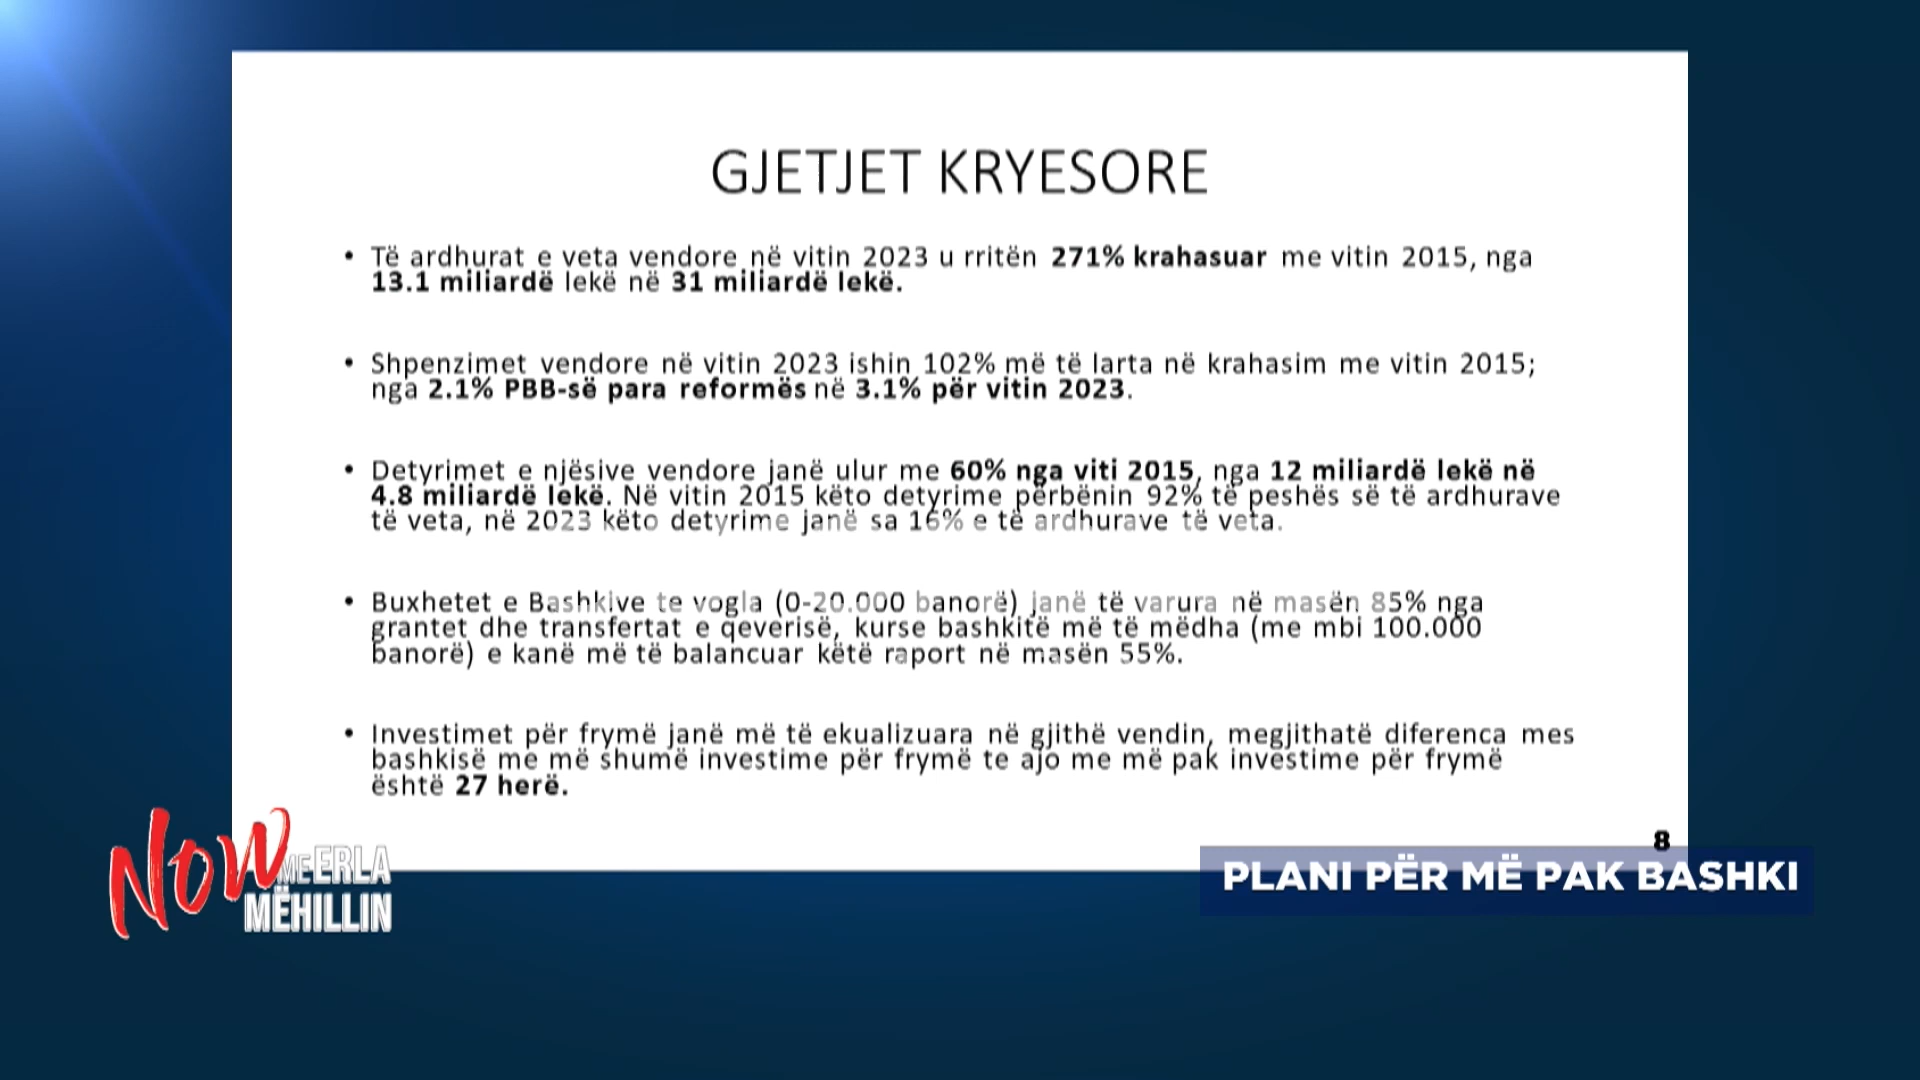 GJETJET KRYESORE
• Të ardhurat e veta vendore në vitin 2023 u rritën 271% krahasuar me vitin 2015, nga
13.1 miliardë lekë në 31 miliardë lekë.
• Shpenzimet vendore në vitin 2023 ishin 102% më të larta në krahasim me vitin 2015;
nga 2.1% PBB-së para reformës në 3.1% për vitin 2023.
• Detyrimet e njësive vendore janë ulur me 60% nga viti 2015, nga 12 miliardë lekë në
4.8 miliardë lekë. Në vitin 2015 këto detyrime përbënin 92% të peshës së të ardhurave
të veta, në 2023 këto detyrime janë sa 16% e të ardhurave të veta.
• Buxhetet e Bashkive te vogla (0-20.000 banorë) janë të varura në masën 85% nga
grantet dhe transfertat e qeverisë, kurse bashkitë më të mëdha (me mbi 100.000
banorë) e kanë më të balancuar këtë raport në masën 55%.
• Investimet për frymë janë më të ekualizuara në gjithë vendin, megjithatë diferenca mes
bashkisë me më shumë investime për frymë te ajo me më pak investime për frymë
është 27 herë.
8
NOW ME ERLA
MËHILLIN
PLANI PËR MË PAK BASHKI